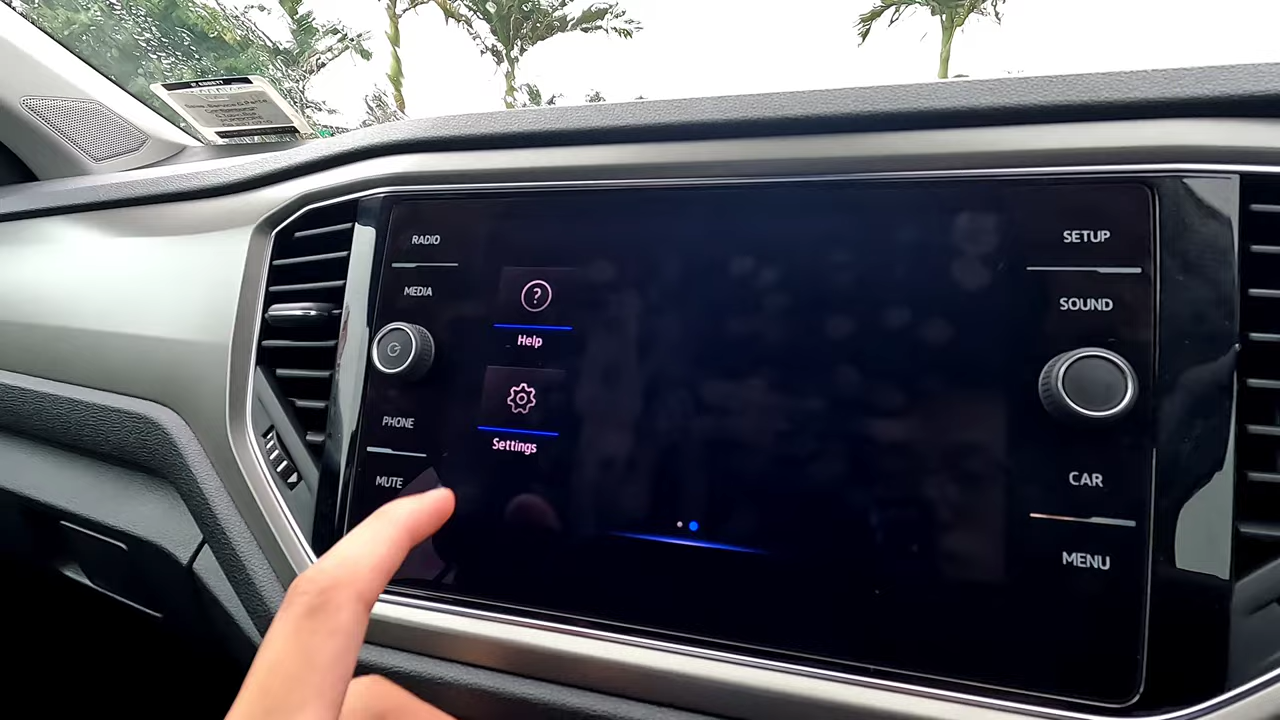 RADIO
MEDIA
PHONE
MUTE
?
Help
Settings
SETUP
SOUND
CAR
MENU